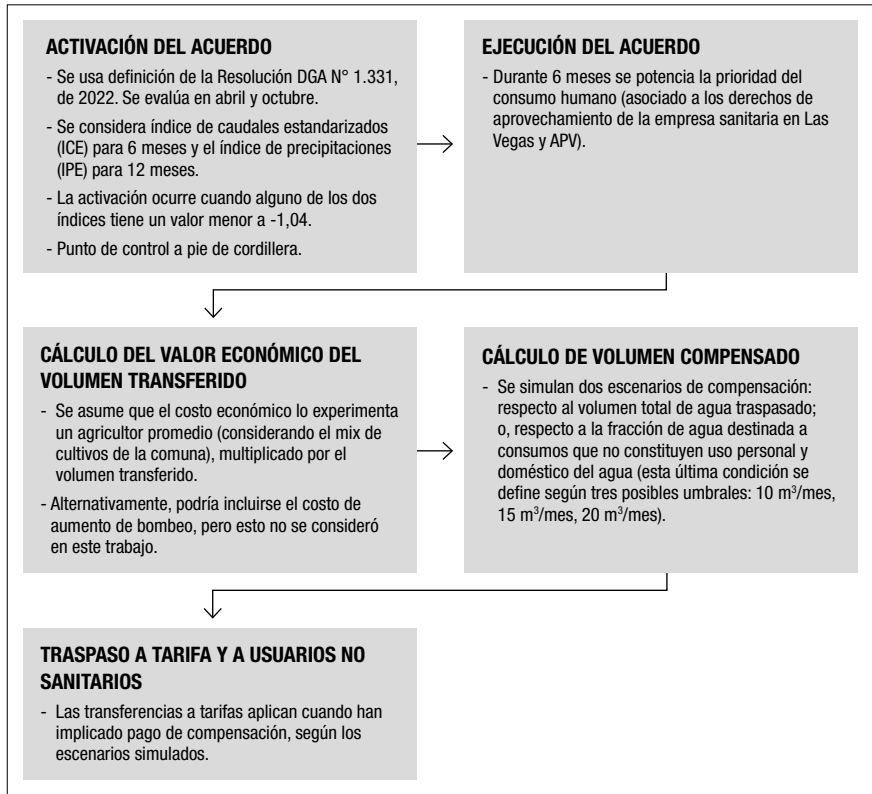 ACTIVACIÓN DEL ACUERDO
- Se usa definición de la Resolución DGA N° 1.331,
de 2022. Se evalúa en abril y octubre.
- Se considera índice de caudales estandarizados
(ICE) para 6 meses y el índice de precipitaciones
(IPE) para 12 meses.
- La activación ocurre cuando alguno de los dos
índices tiene un valor menor a -1,04.
- Punto de control a pie de cordillera.
EJECUCIÓN DEL ACUERDO
- Durante 6 meses se potencia la prioridad del
consumo humano (asociado a los derechos de
aprovechamiento de la empresa sanitaria en Las
Vegas y APV).
CÁLCULO DEL VALOR ECONÓMICO DEL
VOLUMEN TRANSFERIDO
- Se asume que el costo económico lo experimenta
un agricultor promedio (considerando el mix de
cultivos de la comuna), multiplicado por el
volumen transferido.
- Alternativamente, podría incluirse el costo de
aumento de bombeo, pero esto no se consideró
en este trabajo.
CÁLCULO DE VOLUMEN COMPENSADO
- Se simulan dos escenarios de compensación:
respecto al volumen total de agua traspasado;
o, respecto a la fracción de agua destinada a
consumos que no constituyen uso personal y
doméstico del agua (esta última condición se
define según tres posibles umbrales: 10 m³/mes,
15 m³/mes, 20 m³/mes).
TRASPASO A TARIFA Y A USUARIOS NO
SANITARIOS
- Las transferencias a tarifas aplican cuando han
implicado pago de compensación, según los
escenarios simulados.